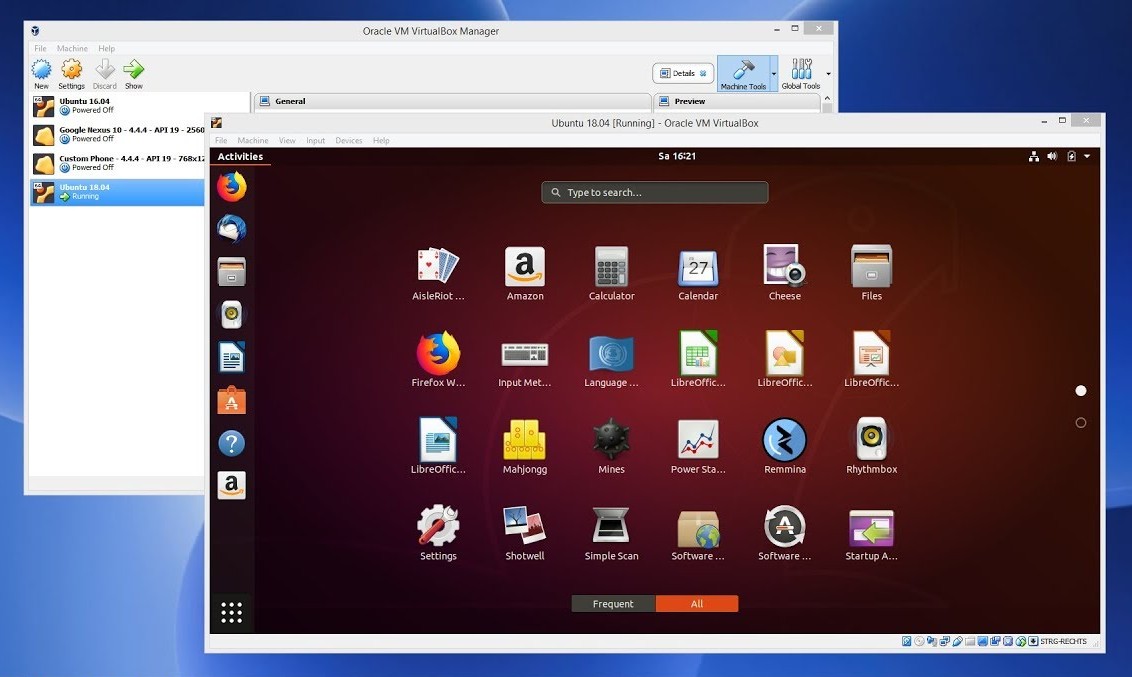 Oracle VM VirtualBox Manager
File Machine Help
New Settings Discard Show
Details
Machine Tools
Global Tools
Ubuntu 16.04
Powered Off
Google Nexus 10 - 4.4.4 - API 19 - 2560
Powered Off
Custom Phone - 4.4.4 - API 19 - 768x12
Powered Off
Ubuntu 18.04
Running
General
Preview
Ubuntu 18.04 [Running] - Oracle VM VirtualBox
File Machine View Input Devices Help
Activities
Sa 16:21
Type to search...
AisleRiot ... Amazon Calculator Calendar Cheese Files
Firefox W... Input Met... Language ... LibreOffic... LibreOffic... LibreOffic...
LibreOffic... Mahjongg Mines Power Sta... Remmina Rhythmbox
Settings Shotwell Simple Scan Software ... Software ... Startup A...
Frequent All
STRG-RECHTS